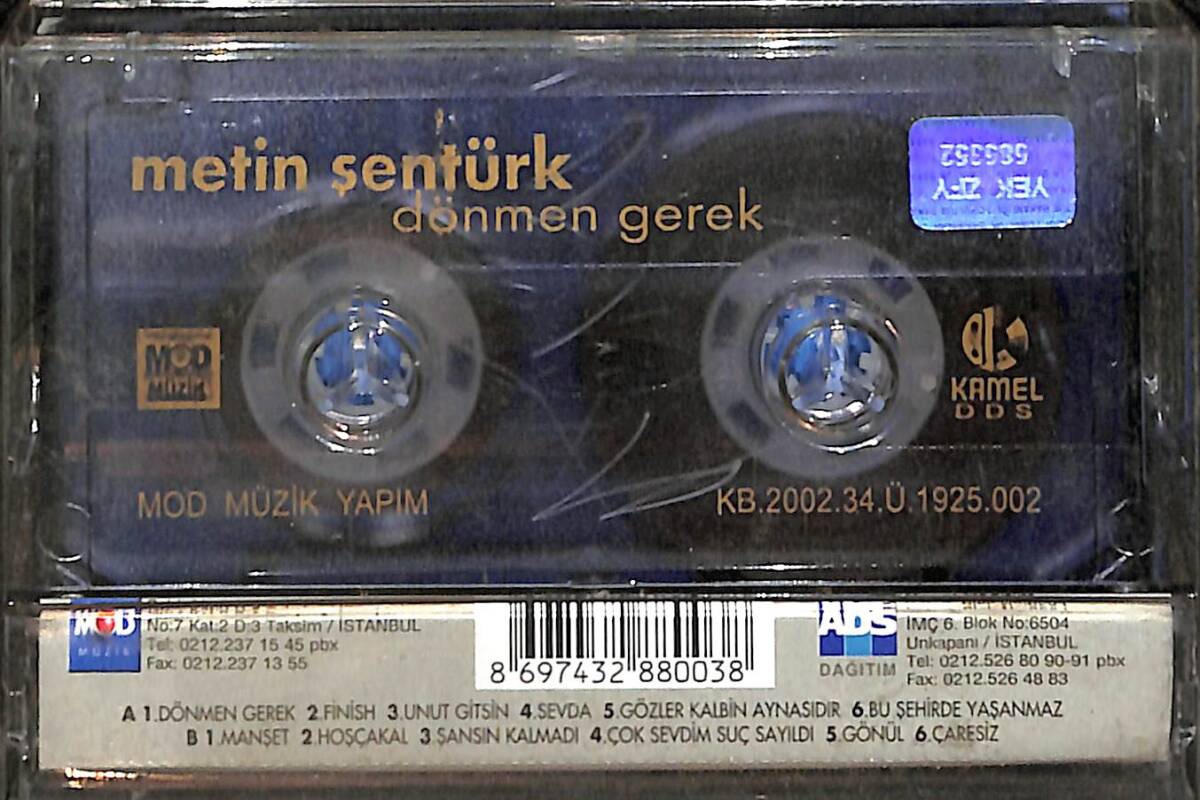 metin şentürk
dönmen gerek
YEK ZFY
585352
MOD
MÜZİK
KAMEL
DDS
MOD MÜZİK YAPIM
KB.2002.34.Ü.1925.002
MOD
MÜZİK
No:7 Kat:2 D:3 Taksim / İSTANBUL
Tel: 0212.237 15 45 pbx
Fax: 0212.237 13 55
8 697432 880038
ADS
DAĞITIM
İMÇ 6. Blok No:6504
Unkapanı / İSTANBUL
Tel: 0212.526 80 90-91 pbx
Fax: 0212.526 48 83
A 1.DÖNMEN GEREK 2.FİNİSH 3.UNUT GİTSİN 4.SEVDA 5.GÖZLER KALBİN AYNASIDIR 6.BU ŞEHİRDE YAŞANMAZ
B 1.MANŞET 2.HOŞÇAKAL 3 ŞANSIN KALMADI 4.ÇOK SEVDİM SUÇ SAYILDI 5.GÖNÜL 6.ÇARESİZ